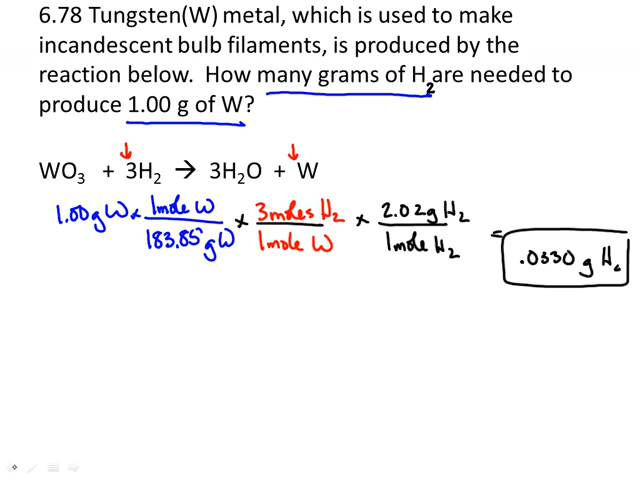 6.78 Tungsten(W) metal, which is used to make
incandescent bulb filaments, is produced by the
reaction below. How many grams of H2 are needed to
produce 1.00 g of W?
WO3 + 3H2 → 3H2O + W
1.00g W × 1mole W / 183.85 g W × 3moles H2 / 1mole W × 2.02g H2 / 1mole H2 = .0330 g H2